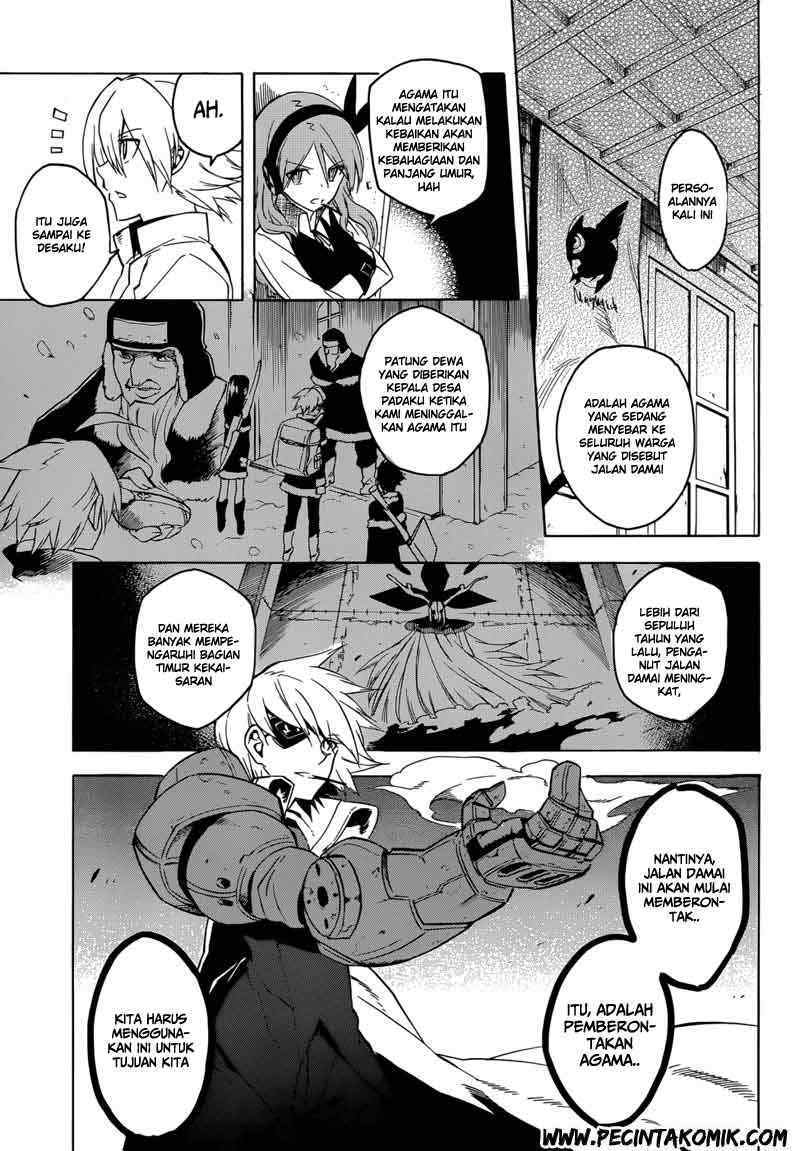 PERSO-
ALANNYA
KALI INI
ADALAH AGAMA
YANG SEDANG
MENYEBAR KE
SELURUH WARGA
YANG DISEBUT
JALAN DAMAI
AGAMA ITU
MENGATAKAN
KALAU MELAKUKAN
KEBAIKAN AKAN
MEMBERIKAN
KEBAHAGIAAN DAN
PANJANG UMUR,
HAH
AH.
ITU JUGA
SAMPAI KE
DESAKU!
PATUNG DEWA
YANG DIBERIKAN
KEPALA DESA
PADAKU KETIKA
KAMI MENINGGAL-
KAN AGAMA ITU
LEBIH DARI
SEPULUH
TAHUN YANG
LALU, PENGA-
NUT JALAN
DAMAI MENING-
KAT,
DAN MEREKA
BANYAK MEMPE-
NGARUHI BAGIAN
TIMUR KEKAI-
SARAN
NANTINYA,
JALAN DAMAI
INI AKAN MULAI
MEMBERON-
TAK..
ITU, ADALAH
PEMBERON-
TAKAN
AGAMA..
KITA HARUS
MENGGUNA-
KAN INI UNTUK
TUJUAN KITA
WWW.PECINTAKOMIK.COM